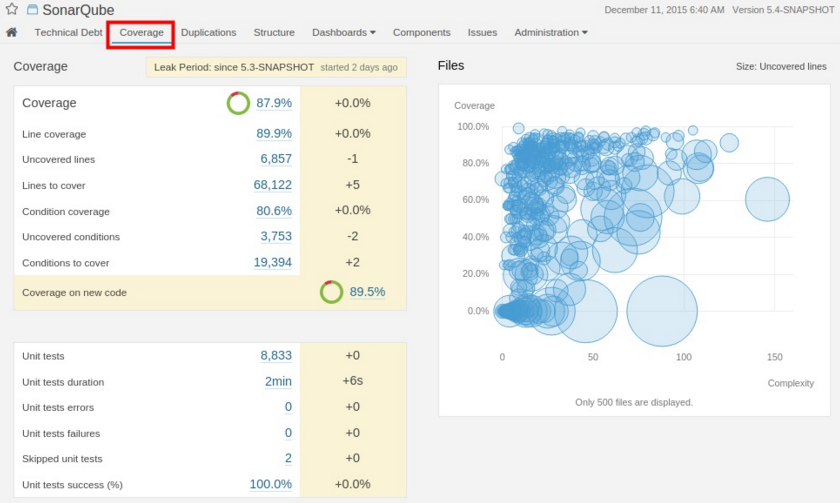 SonarQube
December 11, 2015 6:40 AM Version 5.4-SNAPSHOT
Technical Debt Coverage Duplications Structure Dashboards Components Issues Administration
Coverage
Leak Period: since 5.3-SNAPSHOT started 2 days ago
Coverage 87.9% +0.0%
Line coverage 89.9% +0.0%
Uncovered lines 6,857 -1
Lines to cover 68,122 +5
Condition coverage 80.6% +0.0%
Uncovered conditions 3,753 -2
Conditions to cover 19,394 +2
Coverage on new code 89.5%
Unit tests 8,833 +0
Unit tests duration 2min +6s
Unit tests errors 0 +0
Unit tests failures 0 +0
Skipped unit tests 2 +0
Unit tests success (%) 100.0% +0.0%
Files
Size: Uncovered lines
Coverage
100.0%
80.0%
60.0%
40.0%
20.0%
0.0%
0 50 100 150
Complexity
Only 500 files are displayed.